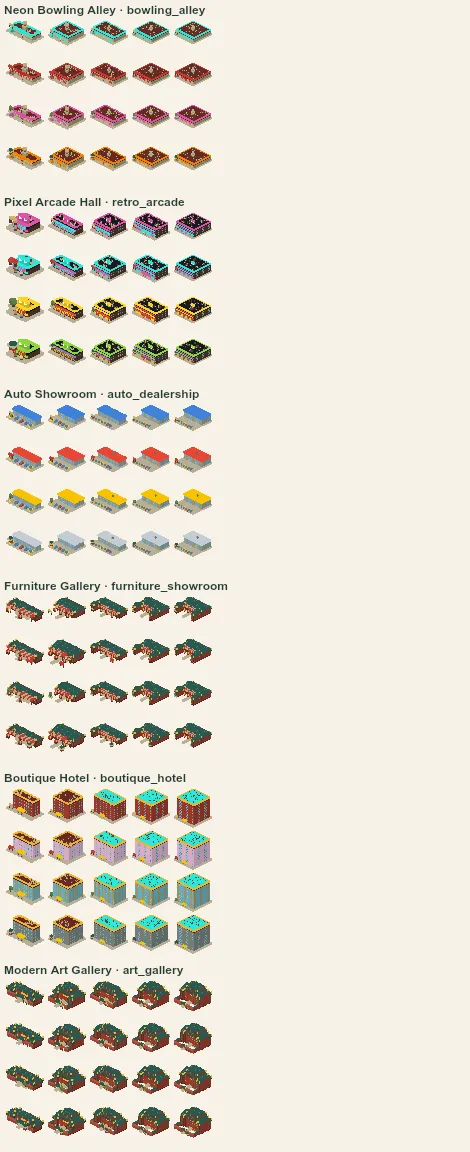 Neon Bowling Alley · bowling_alley
Pixel Arcade Hall · retro_arcade
Auto Showroom · auto_dealership
Furniture Gallery · furniture_showroom
Boutique Hotel · boutique_hotel
Modern Art Gallery · art_gallery